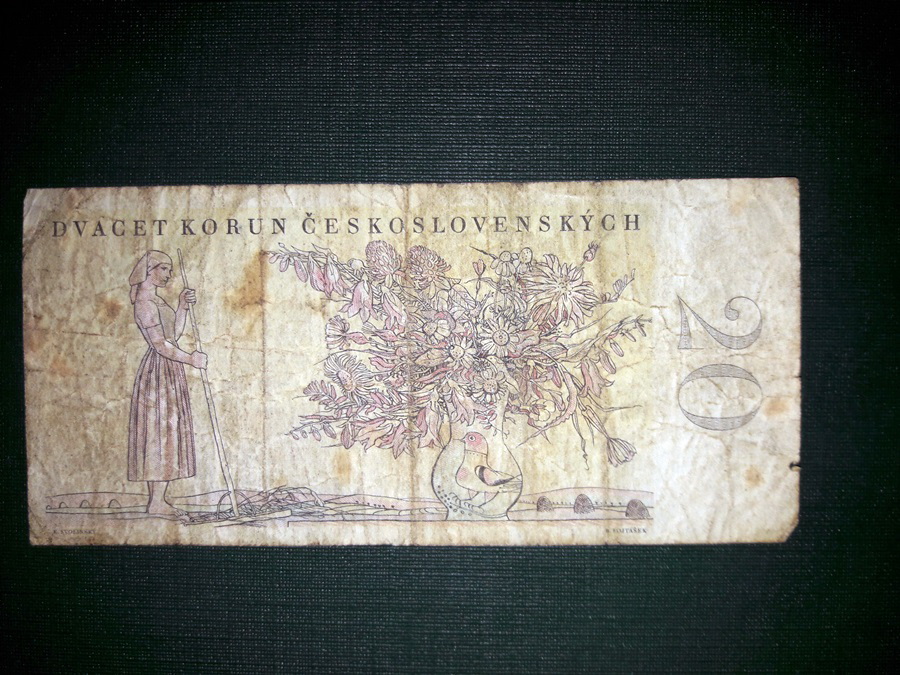 DVACET KORUN ČESKOSLOVENSKÝCH
20